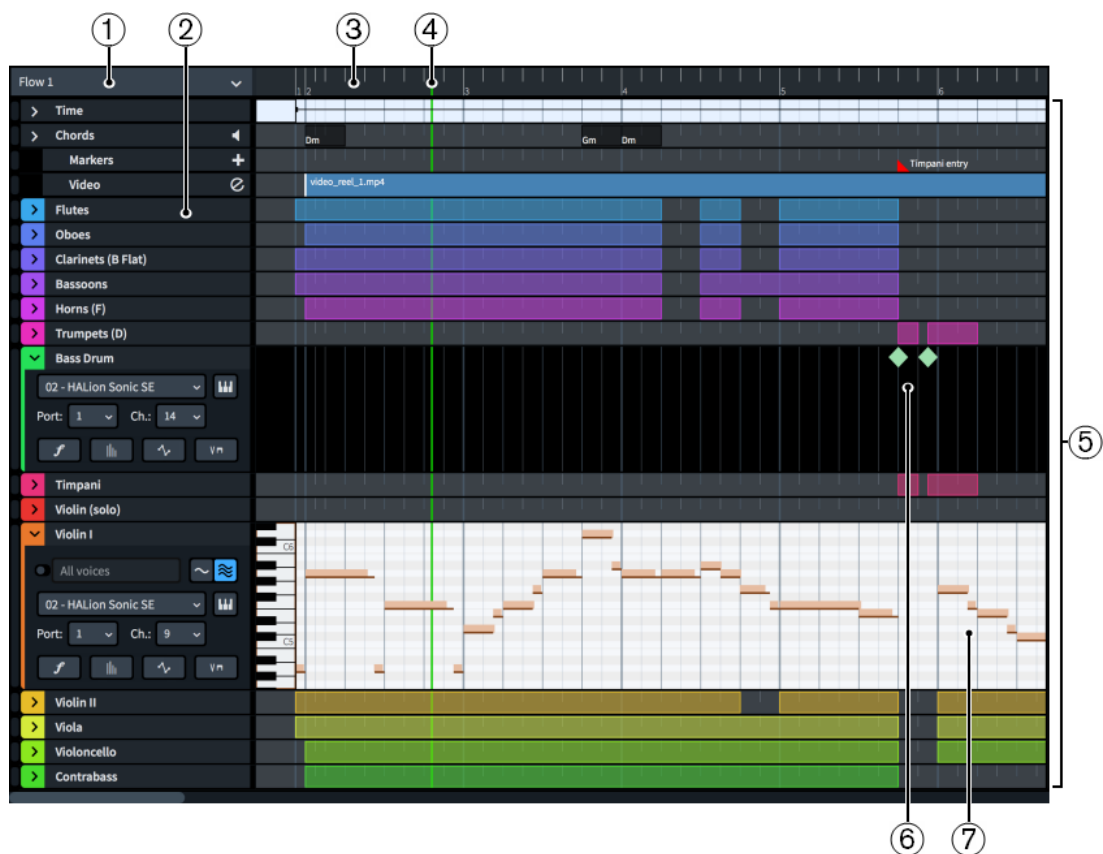 1 2 3 4
Flow 1
1 2 3 4 5 6
Time
Chords Dm Gm Dm
Markers Timpani entry
Video video_reel_1.mp4
Flutes
Oboes
Clarinets (B Flat)
Bassoons
Horns (F)
Trumpets (D)
Bass Drum
02 - HALion Sonic SE
Port: 1 Ch.: 14
5
Timpani
Violin (solo)
Violin I
C6
All voices
02 - HALion Sonic SE
Port: 1 Ch.: 9
C5
Violin II
Viola
Violoncello
Contrabass
6 7